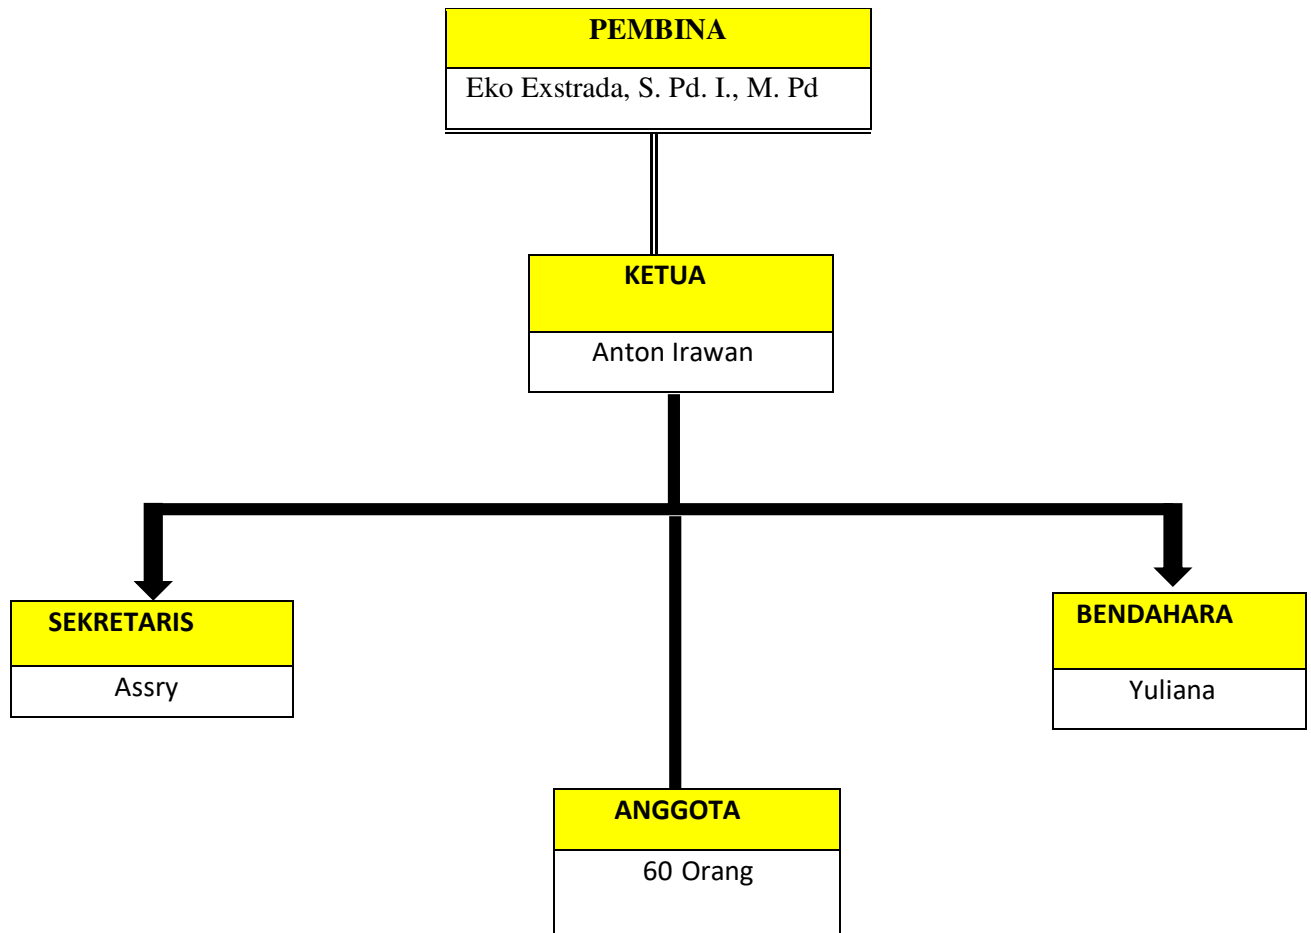 PEMBINA
Eko Exstrada, S. Pd. I., M. Pd
KETUA
Anton Irawan
SEKRETARIS
Assry
BENDAHARA
Yuliana
ANGGOTA
60 Orang